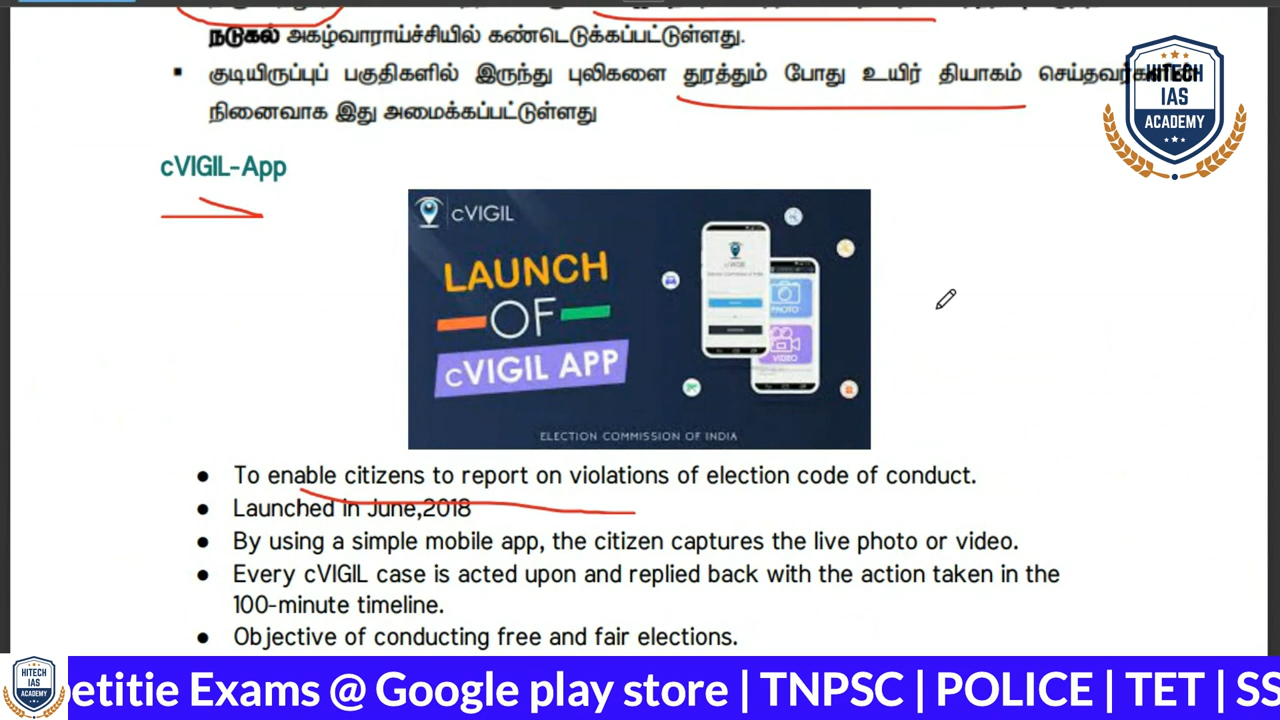 நடுகல் அகழ்வாராய்ச்சியில் கண்டெடுக்கப்பட்டுள்ளது.
▪ குடியிருப்புப் பகுதிகளில் இருந்து புலிகளை துரத்தும் போது உயிர் தியாகம்
நினைவாக இது அமைக்கப்பட்டுள்ளது
HITECH
IAS
ACADEMY
cVIGIL-App
cVIGIL
LAUNCH
OF
cVIGIL APP
PHOTO
VIDEO
ELECTION COMMISSION OF INDIA
● To enable citizens to report on violations of election code of conduct.
● Launched in June,2018
● By using a simple mobile app, the citizen captures the live photo or video.
● Every cVIGIL case is acted upon and replied back with the action taken in the
100-minute timeline.
● Objective of conducting free and fair elections.
HITECH
IAS
ACADEMY
etitie Exams @ Google play store | TNPSC | POLICE | TET | SS